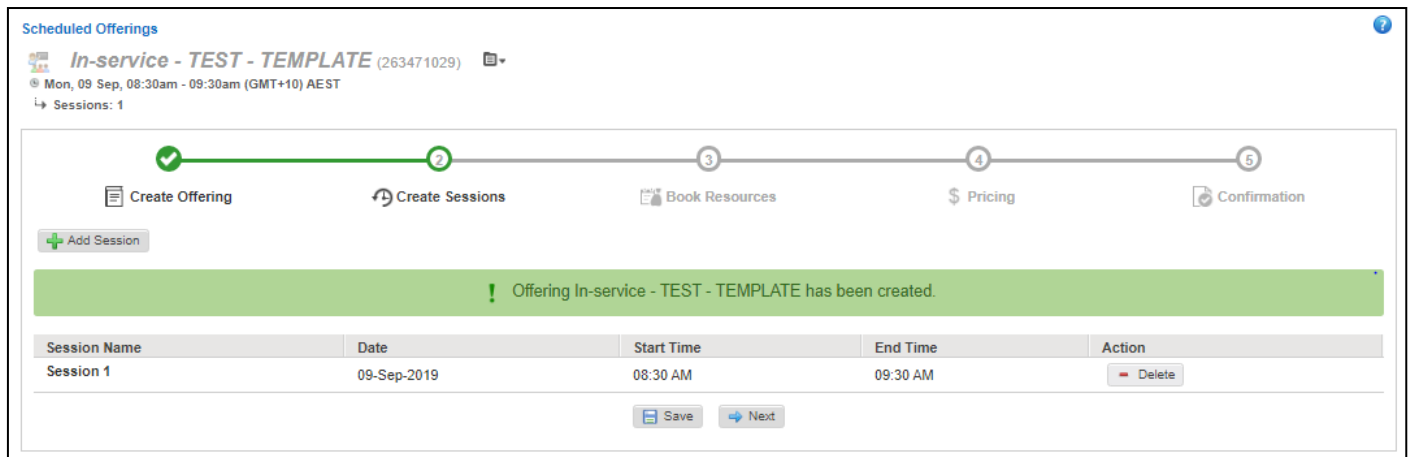 Scheduled Offerings
?
In-service - TEST - TEMPLATE (263471029)
Mon, 09 Sep, 08:30am - 09:30am (GMT+10) AEST
Sessions: 1
2 3 4 5
Create Offering Create Sessions Book Resources $ Pricing Confirmation
Add Session
! Offering In-service - TEST - TEMPLATE has been created.
Session Name Date Start Time End Time Action
Session 1 09-Sep-2019 08:30 AM 09:30 AM Delete
Save Next